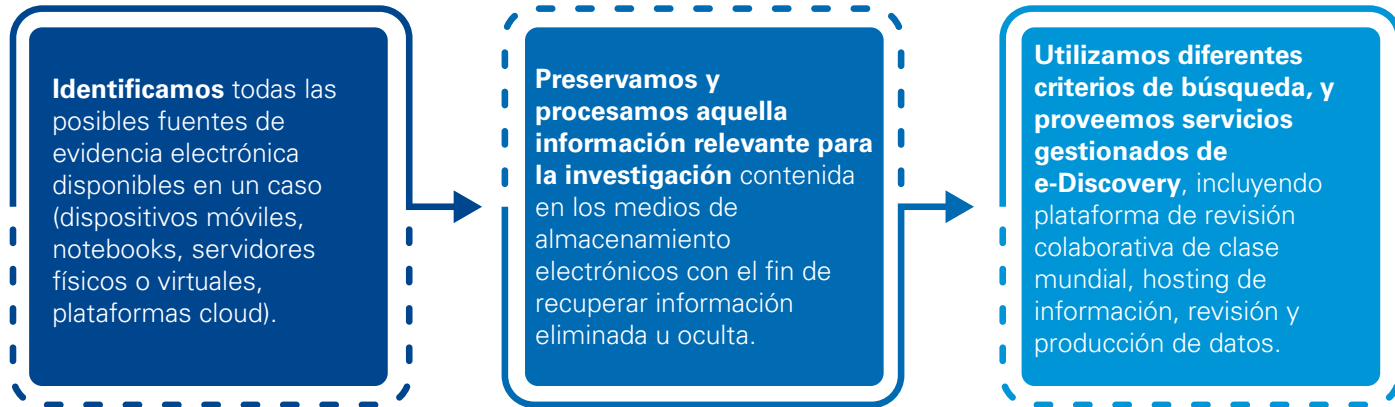 Identificamos todas las
posibles fuentes de
evidencia electrónica
disponibles en un caso
(dispositivos móviles,
notebooks, servidores
físicos o virtuales,
plataformas cloud).
Preservamos y
procesamos aquella
información relevante para
la investigación contenida
en los medios de
almacenamiento
electrónicos con el fin de
recuperar información
eliminada u oculta.
Utilizamos diferentes
criterios de búsqueda, y
proveemos servicios
gestionados de
e-Discovery, incluyendo
plataforma de revisión
colaborativa de clase
mundial, hosting de
información, revisión y
producción de datos.